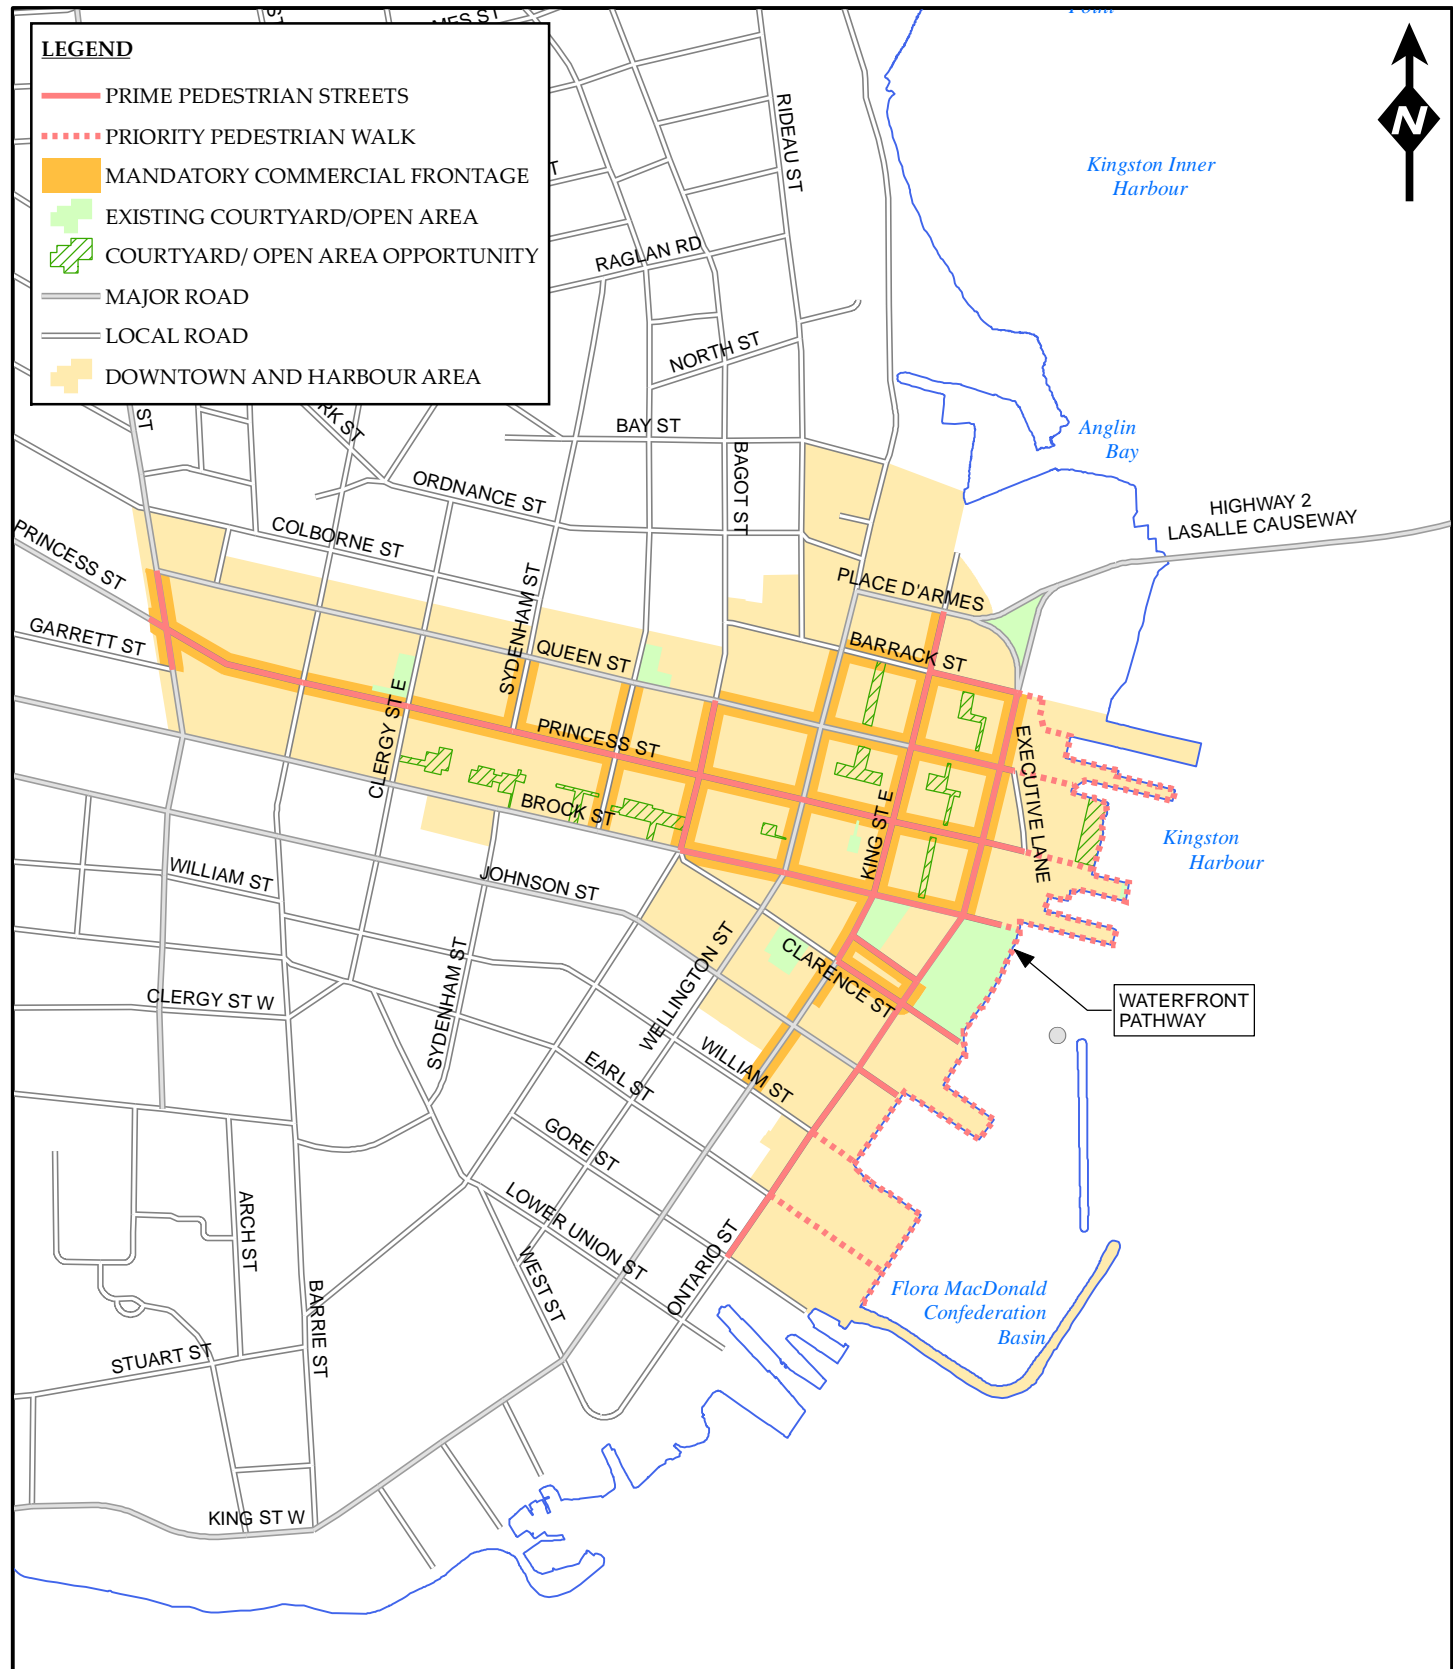 LEGEND
PRIME PEDESTRIAN STREETS
PRIORITY PEDESTRIAN WALK
MANDATORY COMMERCIAL FRONTAGE
EXISTING COURTYARD/OPEN AREA
COURTYARD/ OPEN AREA OPPORTUNITY
MAJOR ROAD
LOCAL ROAD
DOWNTOWN AND HARBOUR AREA
N
Kingston Inner
Harbour
RIDEAU ST
RAGLAN RD
NORTH ST
BAY ST
BAGOT ST
ST
Anglin
Bay
HIGHWAY 2
LASALLE CAUSEWAY
ORDNANCE ST
COLBORNE ST
PRINCESS ST
GARRETT ST
SYDENHAM ST
QUEEN ST
PLACE D'ARMES
BARRACK ST
CLERGY ST E
PRINCESS ST
BROCK ST
KING ST E
EXECUTIVE LANE
Kingston
Harbour
WILLIAM ST
JOHNSON ST
CLARENCE ST
WELLINGTON ST
SYDENHAM ST
CLERGY ST W
WATERFRONT
PATHWAY
WILLIAM ST
EARL ST
GORE ST
LOWER UNION ST
WEST ST
ONTARIO ST
ARCH ST
BARRIE ST
STUART ST
Flora MacDonald
Confederation
Basin
KING ST W